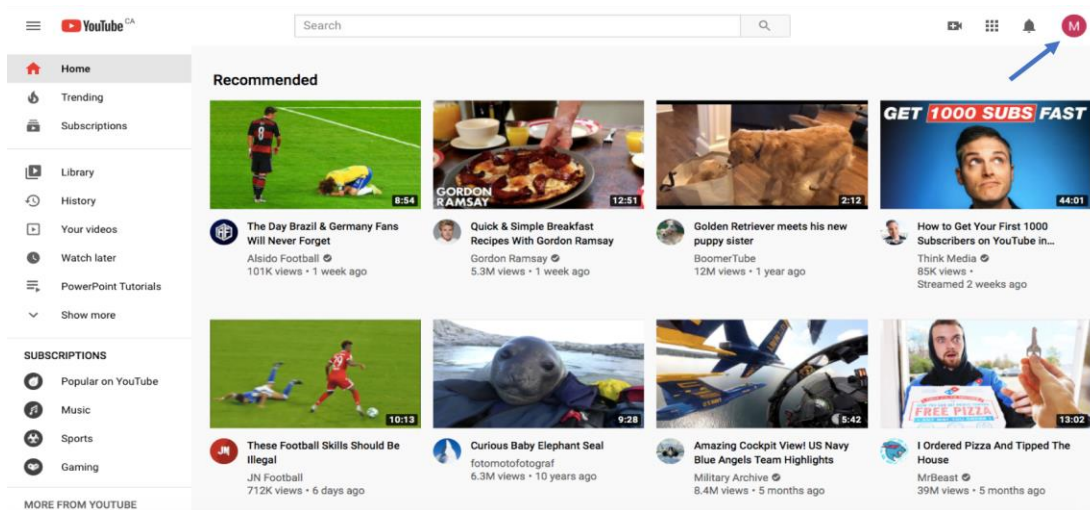 YouTube CA
Search
M
Home
Trending
Subscriptions
Library
History
Your videos
Watch later
PowerPoint Tutorials
Show more
SUBSCRIPTIONS
Popular on YouTube
Music
Sports
Gaming
MORE FROM YOUTUBE
Recommended
8
8:54
The Day Brazil & Germany Fans
Will Never Forget
Alsido Football
101K views • 1 week ago
GORDON
RAMSAY
12:51
Quick & Simple Breakfast
Recipes With Gordon Ramsay
Gordon Ramsay
5.3M views • 1 week ago
2:12
Golden Retriever meets his new
puppy sister
BoomerTube
12M views • 1 year ago
GET 1000 SUBS FAST
44:01
How to Get Your First 1000
Subscribers on YouTube in...
Think Media
85K views •
Streamed 2 weeks ago
29
10:13
JN
These Football Skills Should Be
Illegal
JN Football
712K views • 6 days ago
9:28
Curious Baby Elephant Seal
fotomotofotograf
6.3M views • 10 years ago
5:42
Amazing Cockpit View! US Navy
Blue Angels Team Highlights
Military Archive
8.4M views • 5 months ago
FREE PIZZA
13:02
I Ordered Pizza And Tipped The
House
MrBeast
39M views • 5 months ago